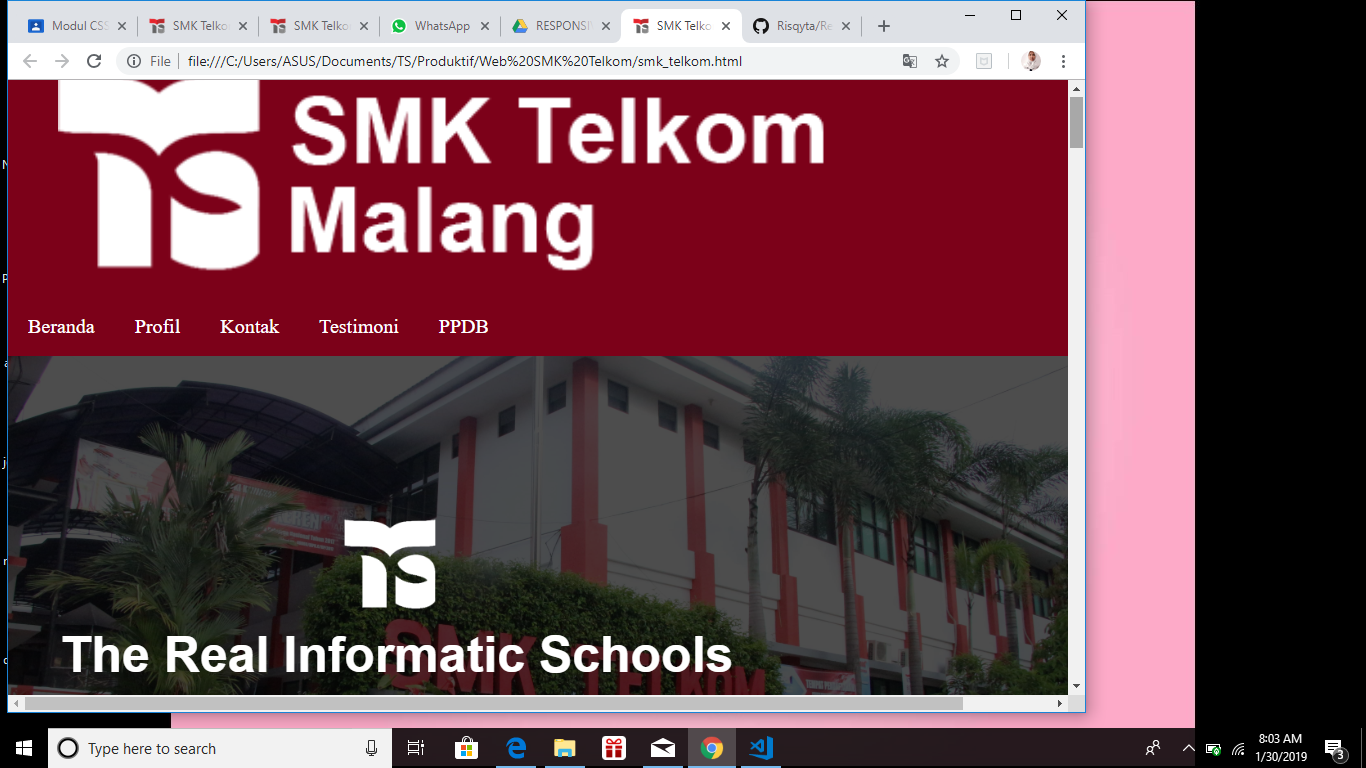 Modul CSS
SMK Telko
SMK Telko
WhatsApp
RESPONSI
SMK Telko
Risqyta/Re
File
file:///C:/Users/ASUS/Documents/TS/Produktif/Web%20SMK%20Telkom/smk_telkom.html
SMK Telkom
Malang
Beranda
Profil
Kontak
Testimoni
PPDB
TS
The Real Informatic Schools
SMK TELKOM
Type here to search
8:03 AM
1/30/2019
3